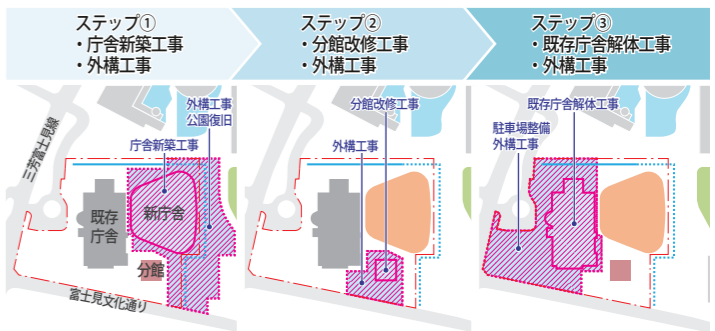 ステップ①
・庁舎新築工事
・外構工事
ステップ②
・分館改修工事
・外構工事
ステップ③
・既存庁舎解体工事
・外構工事
三芳富士見線
外構工事
公園復旧
庁舎新築工事
既存
庁舎
新庁舎
分館
富士見文化通り
分館改修工事
外構工事
既存庁舎解体工事
駐車場整備
外構工事